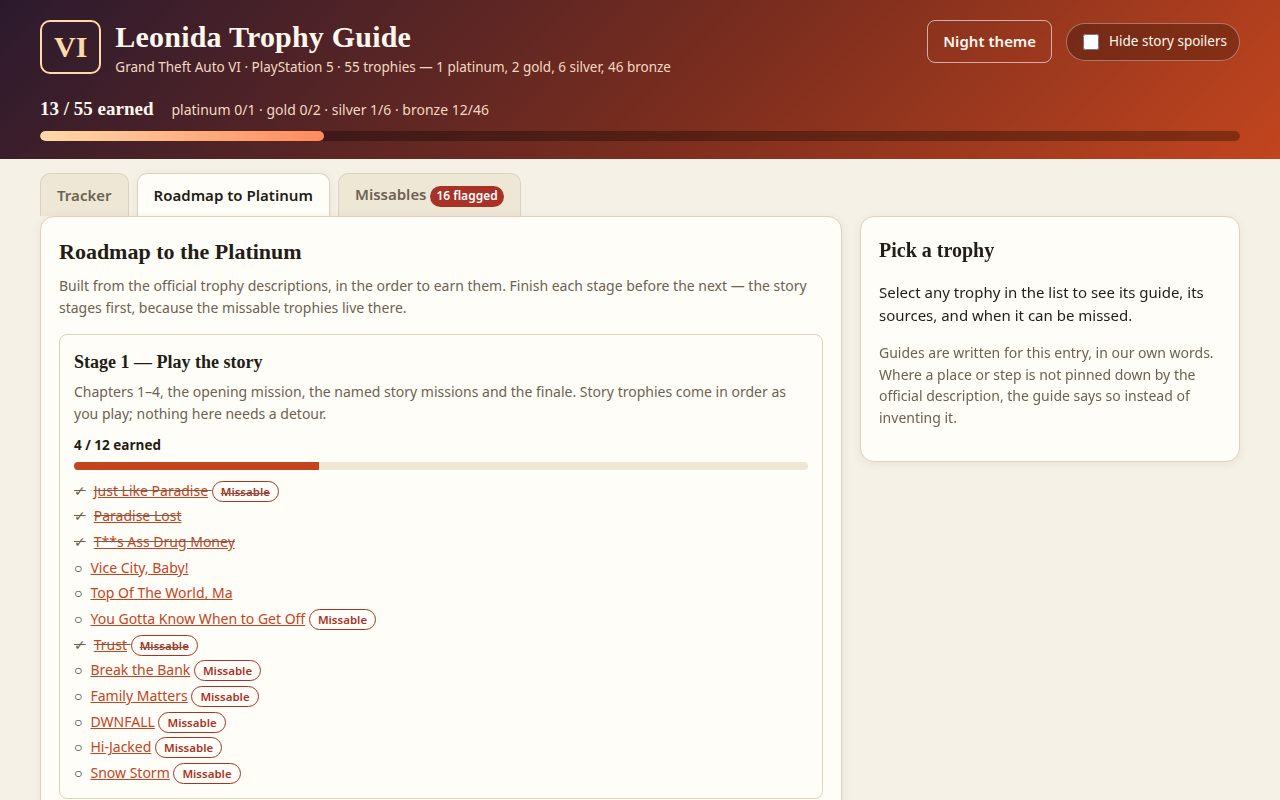 VI
Leonida Trophy Guide
Grand Theft Auto VI · PlayStation 5 · 55 trophies — 1 platinum, 2 gold, 6 silver, 46 bronze
Night theme
Hide story spoilers
13 / 55 earned platinum 0/1 · gold 0/2 · silver 1/6 · bronze 12/46
Tracker
Roadmap to Platinum
Missables 16 flagged
Roadmap to the Platinum
Built from the official trophy descriptions, in the order to earn them. Finish each stage before the next — the story
stages first, because the missable trophies live there.
Stage 1 — Play the story
Chapters 1–4, the opening mission, the named story missions and the finale. Story trophies come in order as
you play; nothing here needs a detour.
4 / 12 earned
✓ Just Like Paradise Missable
✓ Paradise Lost
✓ T**s Ass Drug Money
○ Vice City, Baby!
○ Top Of The World, Ma
○ You Gotta Know When to Get Off Missable
✓ Trust Missable
○ Break the Bank Missable
○ Family Matters Missable
○ DWNFALL Missable
○ Hi-Jacked Missable
○ Snow Storm Missable
Pick a trophy
Select any trophy in the list to see its guide, its
sources, and when it can be missed.
Guides are written for this entry, in our own words.
Where a place or step is not pinned down by the
official description, the guide says so instead of
inventing it.